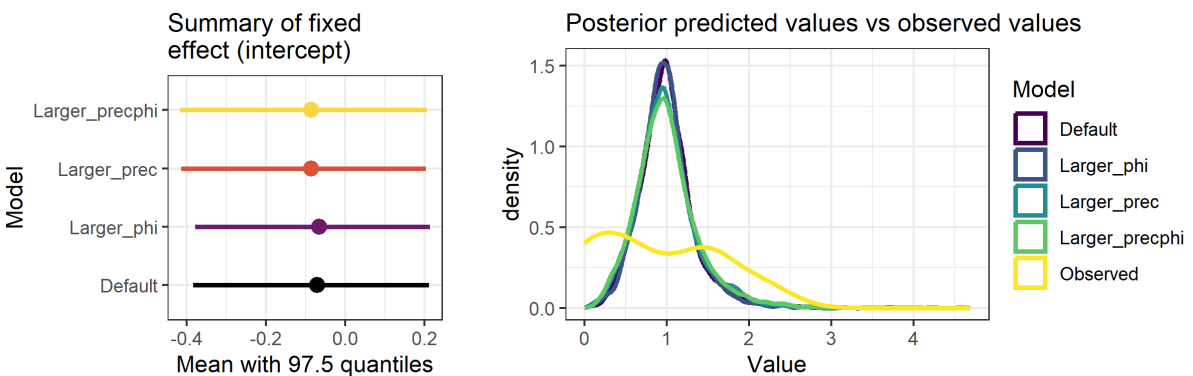 Summary of fixed
effect (intercept)
Model
Larger_precphi
Larger_prec
Larger_phi
Default
-0.4 -0.2 0.0 0.2
Mean with 97.5 quantiles
Posterior predicted values vs observed values
density
1.5
1.0
0.5
0.0
0 1 2 3 4
Value
Model
Default
Larger_phi
Larger_prec
Larger_precphi
Observed